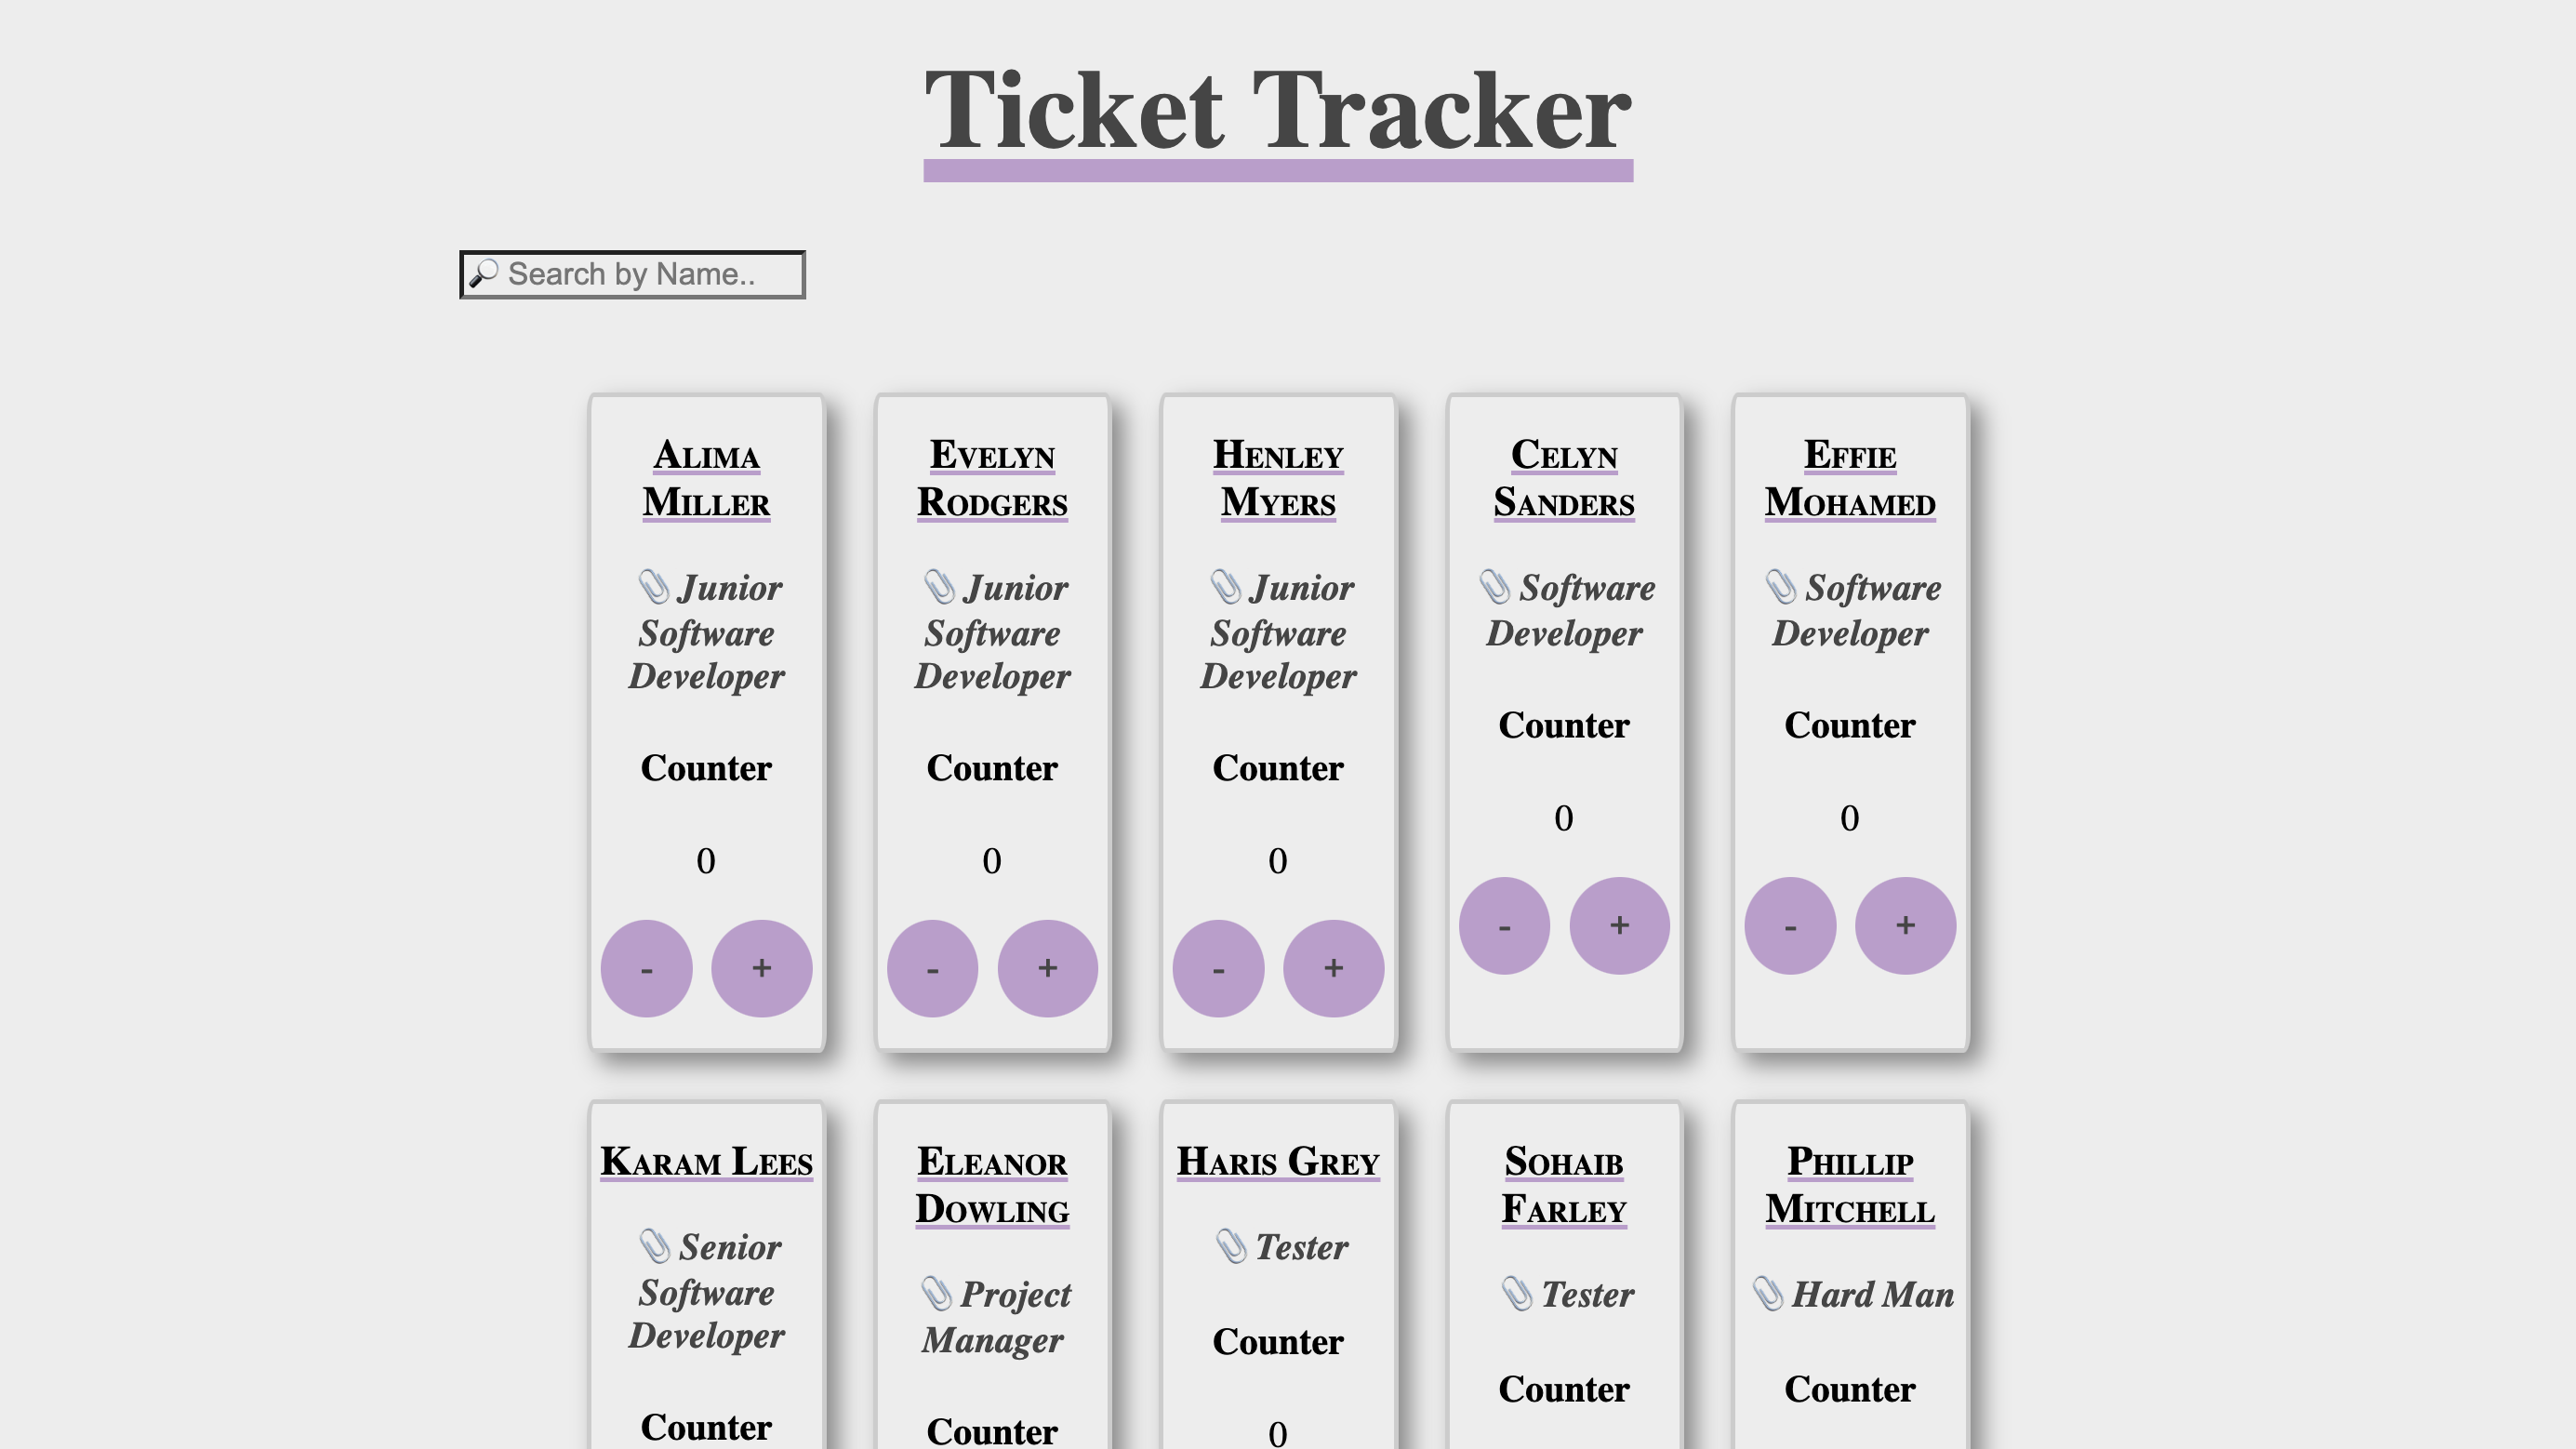 Ticket Tracker
🔎 Search by Name..
Alima
Miller
📎 Junior
Software
Developer
Counter
0
- +
Evelyn
Rodgers
📎 Junior
Software
Developer
Counter
0
- +
Henley
Myers
📎 Junior
Software
Developer
Counter
0
- +
Celyn
Sanders
📎 Software
Developer
Counter
0
- +
Effie
Mohamed
📎 Software
Developer
Counter
0
- +
Karam Lees
📎 Senior
Software
Developer
Counter
Eleanor
Dowling
📎 Project
Manager
Counter
Haris Grey
📎 Tester
Counter
0
Sohaib
Farley
📎 Tester
Counter
Phillip
Mitchell
📎 Hard Man
Counter